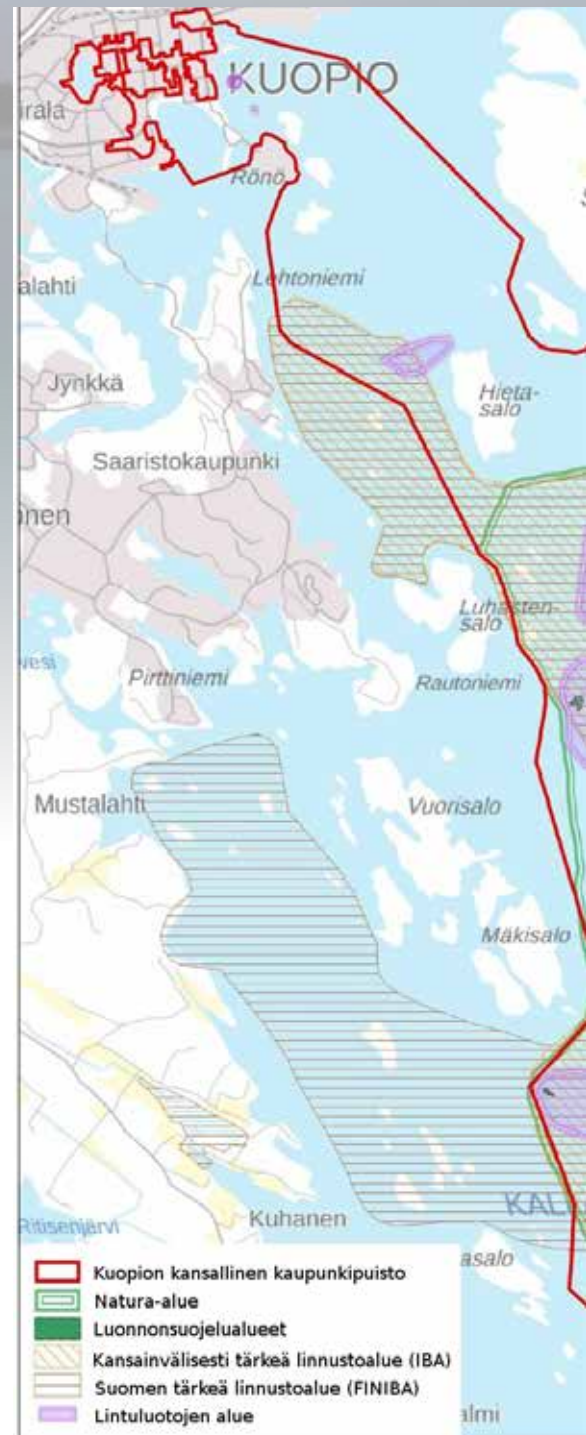 KUOPIO
irala
Rönö
Lehtoniemi
alahti
Jynkkä
Hieta-
salo
Saaristokaupunki
nen
Luhasten-
salo
vesi
Pirttiniemi
Rautoniemi
Mustalahti
Vuorisalo
Mäkisalo
KAL
Kuhanen
Ritisenjärvi
asalo
Kuopion kansallinen kaupunkipuisto
Natura-alue
Luonnonsuojelualueet
Kansainvälisesti tärkeä linnustoalue (IBA)
Suomen tärkeä linnustoalue (FINIBA)
Lintuluotojen alue
almi